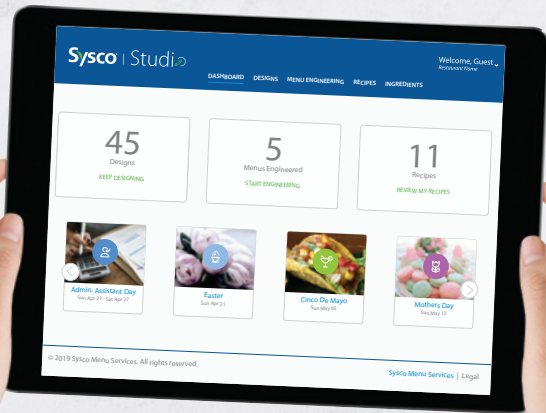 Sysco | Studio
Welcome, Guest
Restaurant Name
DASHBOARD DESIGNS MENU ENGINEERING RECIPES INGREDIENTS
45
Designs
KEEP DESIGNING
5
Menus Engineered
START ENGINEERING
11
Recipes
REVIEW MY RECIPES
Admin. Assistant Day
Sun Apr 21 - Sat Apr 27
Easter
Sun Apr 21
Cinco De Mayo
Sun May 05
Mothers Day
Sun May 12
© 2019 Sysco Menu Services. All rights reserved.
Sysco Menu Services | Legal